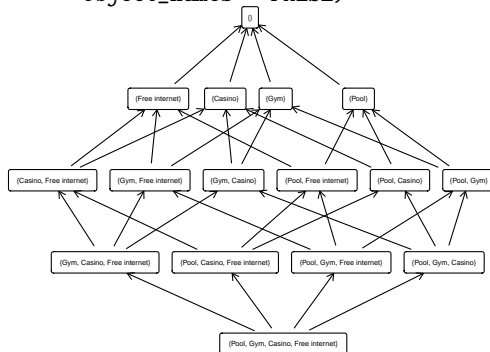 {}
{Free internet} {Casino} {Gym} {Pool}
{Casino, Free internet} {Gym, Free internet} {Gym, Casino} {Pool, Free internet} {Pool, Casino} {Pool, Gym}
{Gym, Casino, Free internet} {Pool, Casino, Free internet} {Pool, Gym, Free internet} {Pool, Gym, Casino}
{Pool, Gym, Casino, Free internet}